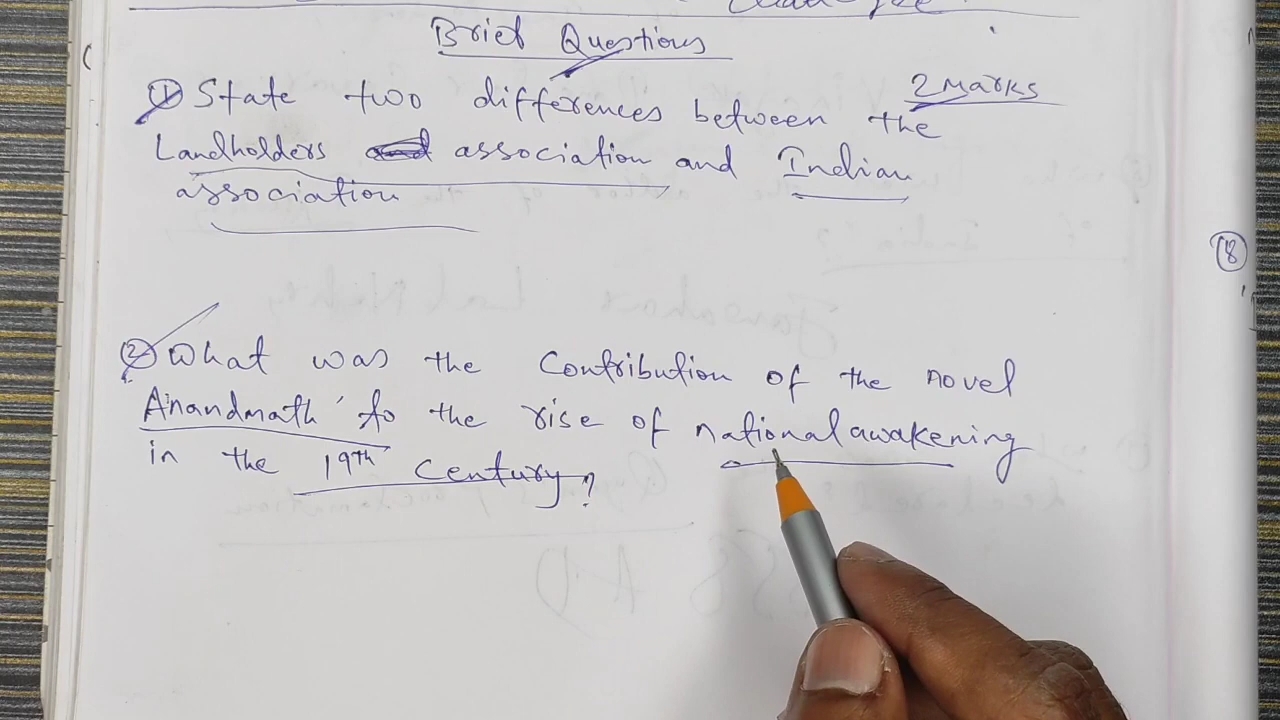 Brief Questions
① State two differences between the
2 Marks
Landholders association and Indian
association
② What was the Contribution of the novel
'Anandmath' to the rise of national awakening
in the 19th Century?
⑧